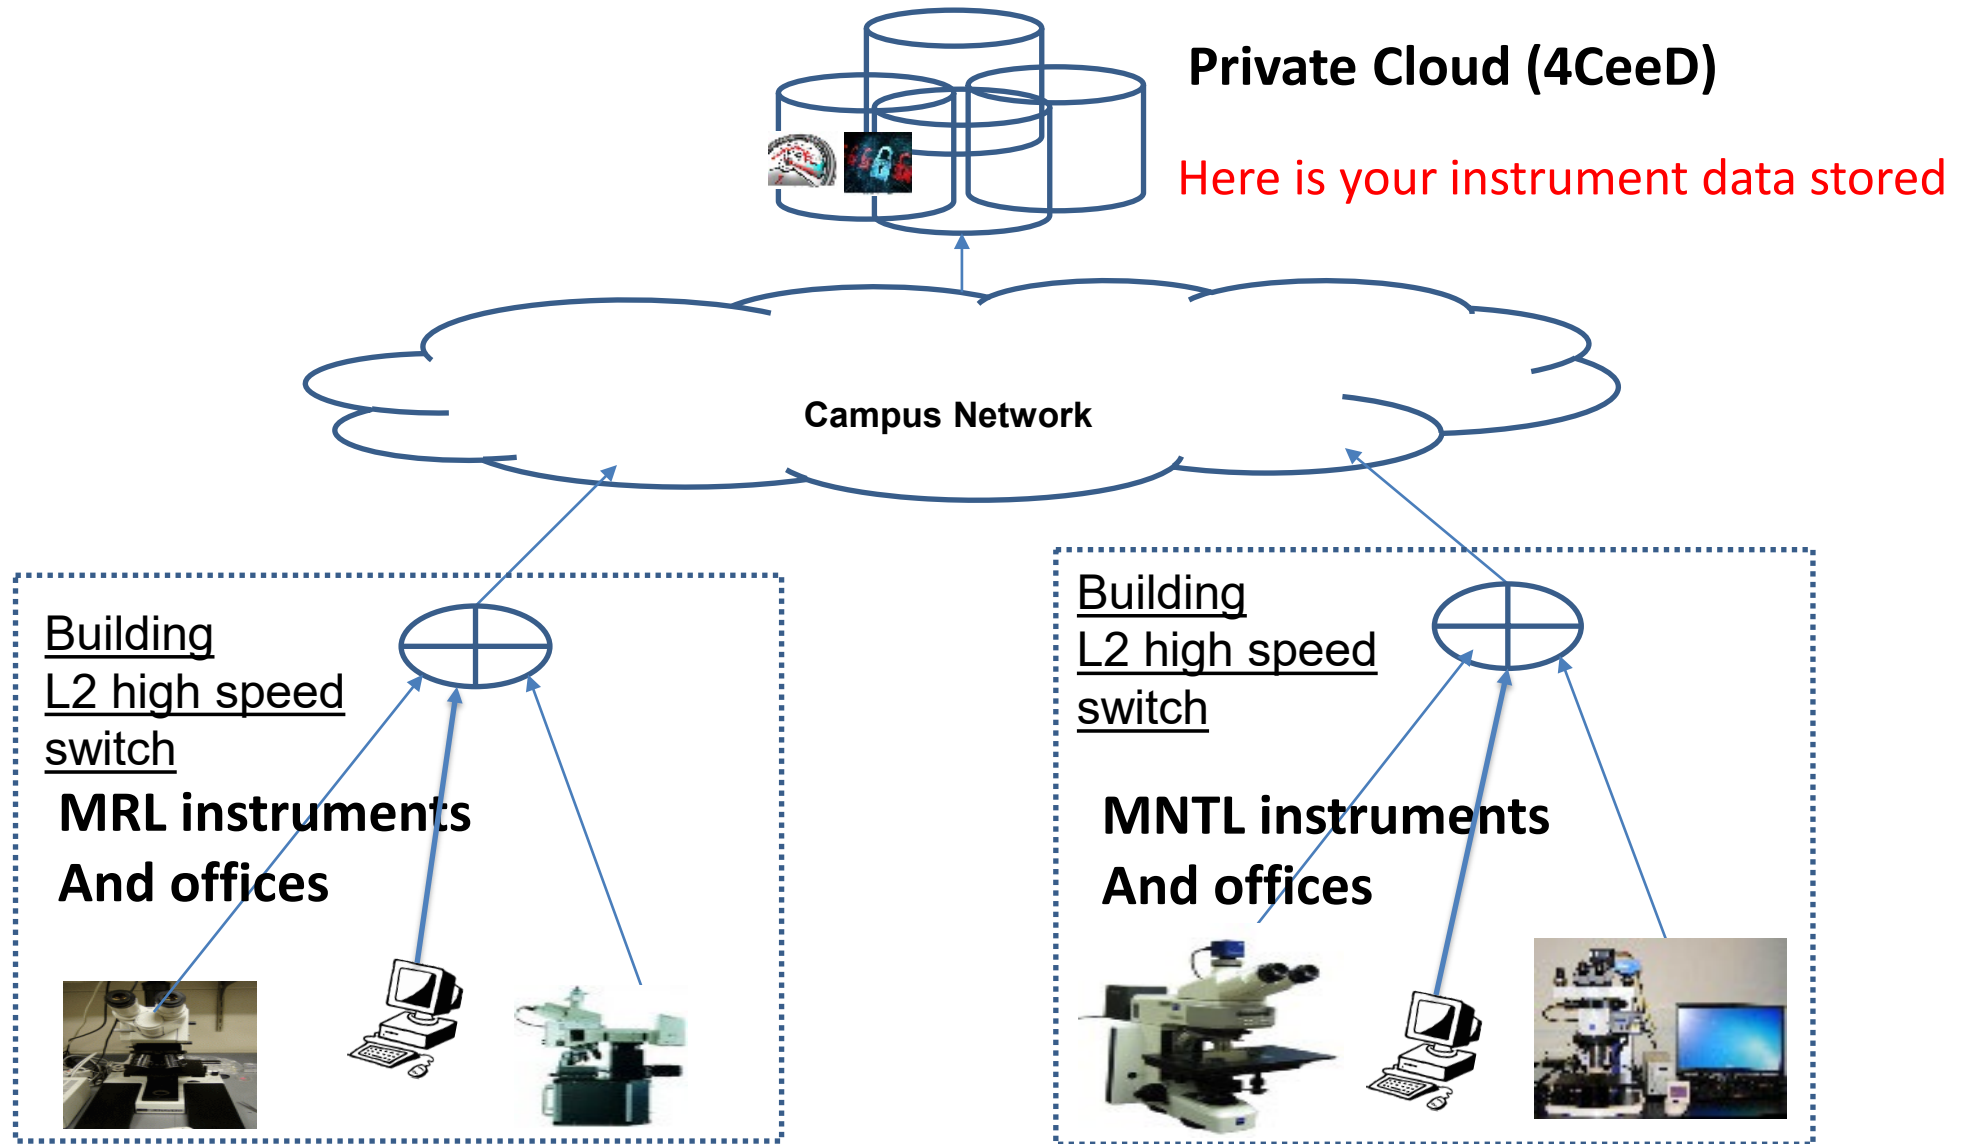 Private Cloud (4CeeD)
Here is your instrument data stored
Campus Network
Building
L2 high speed
switch
MRL instruments
And offices
Building
L2 high speed
switch
MNTL instruments
And offices